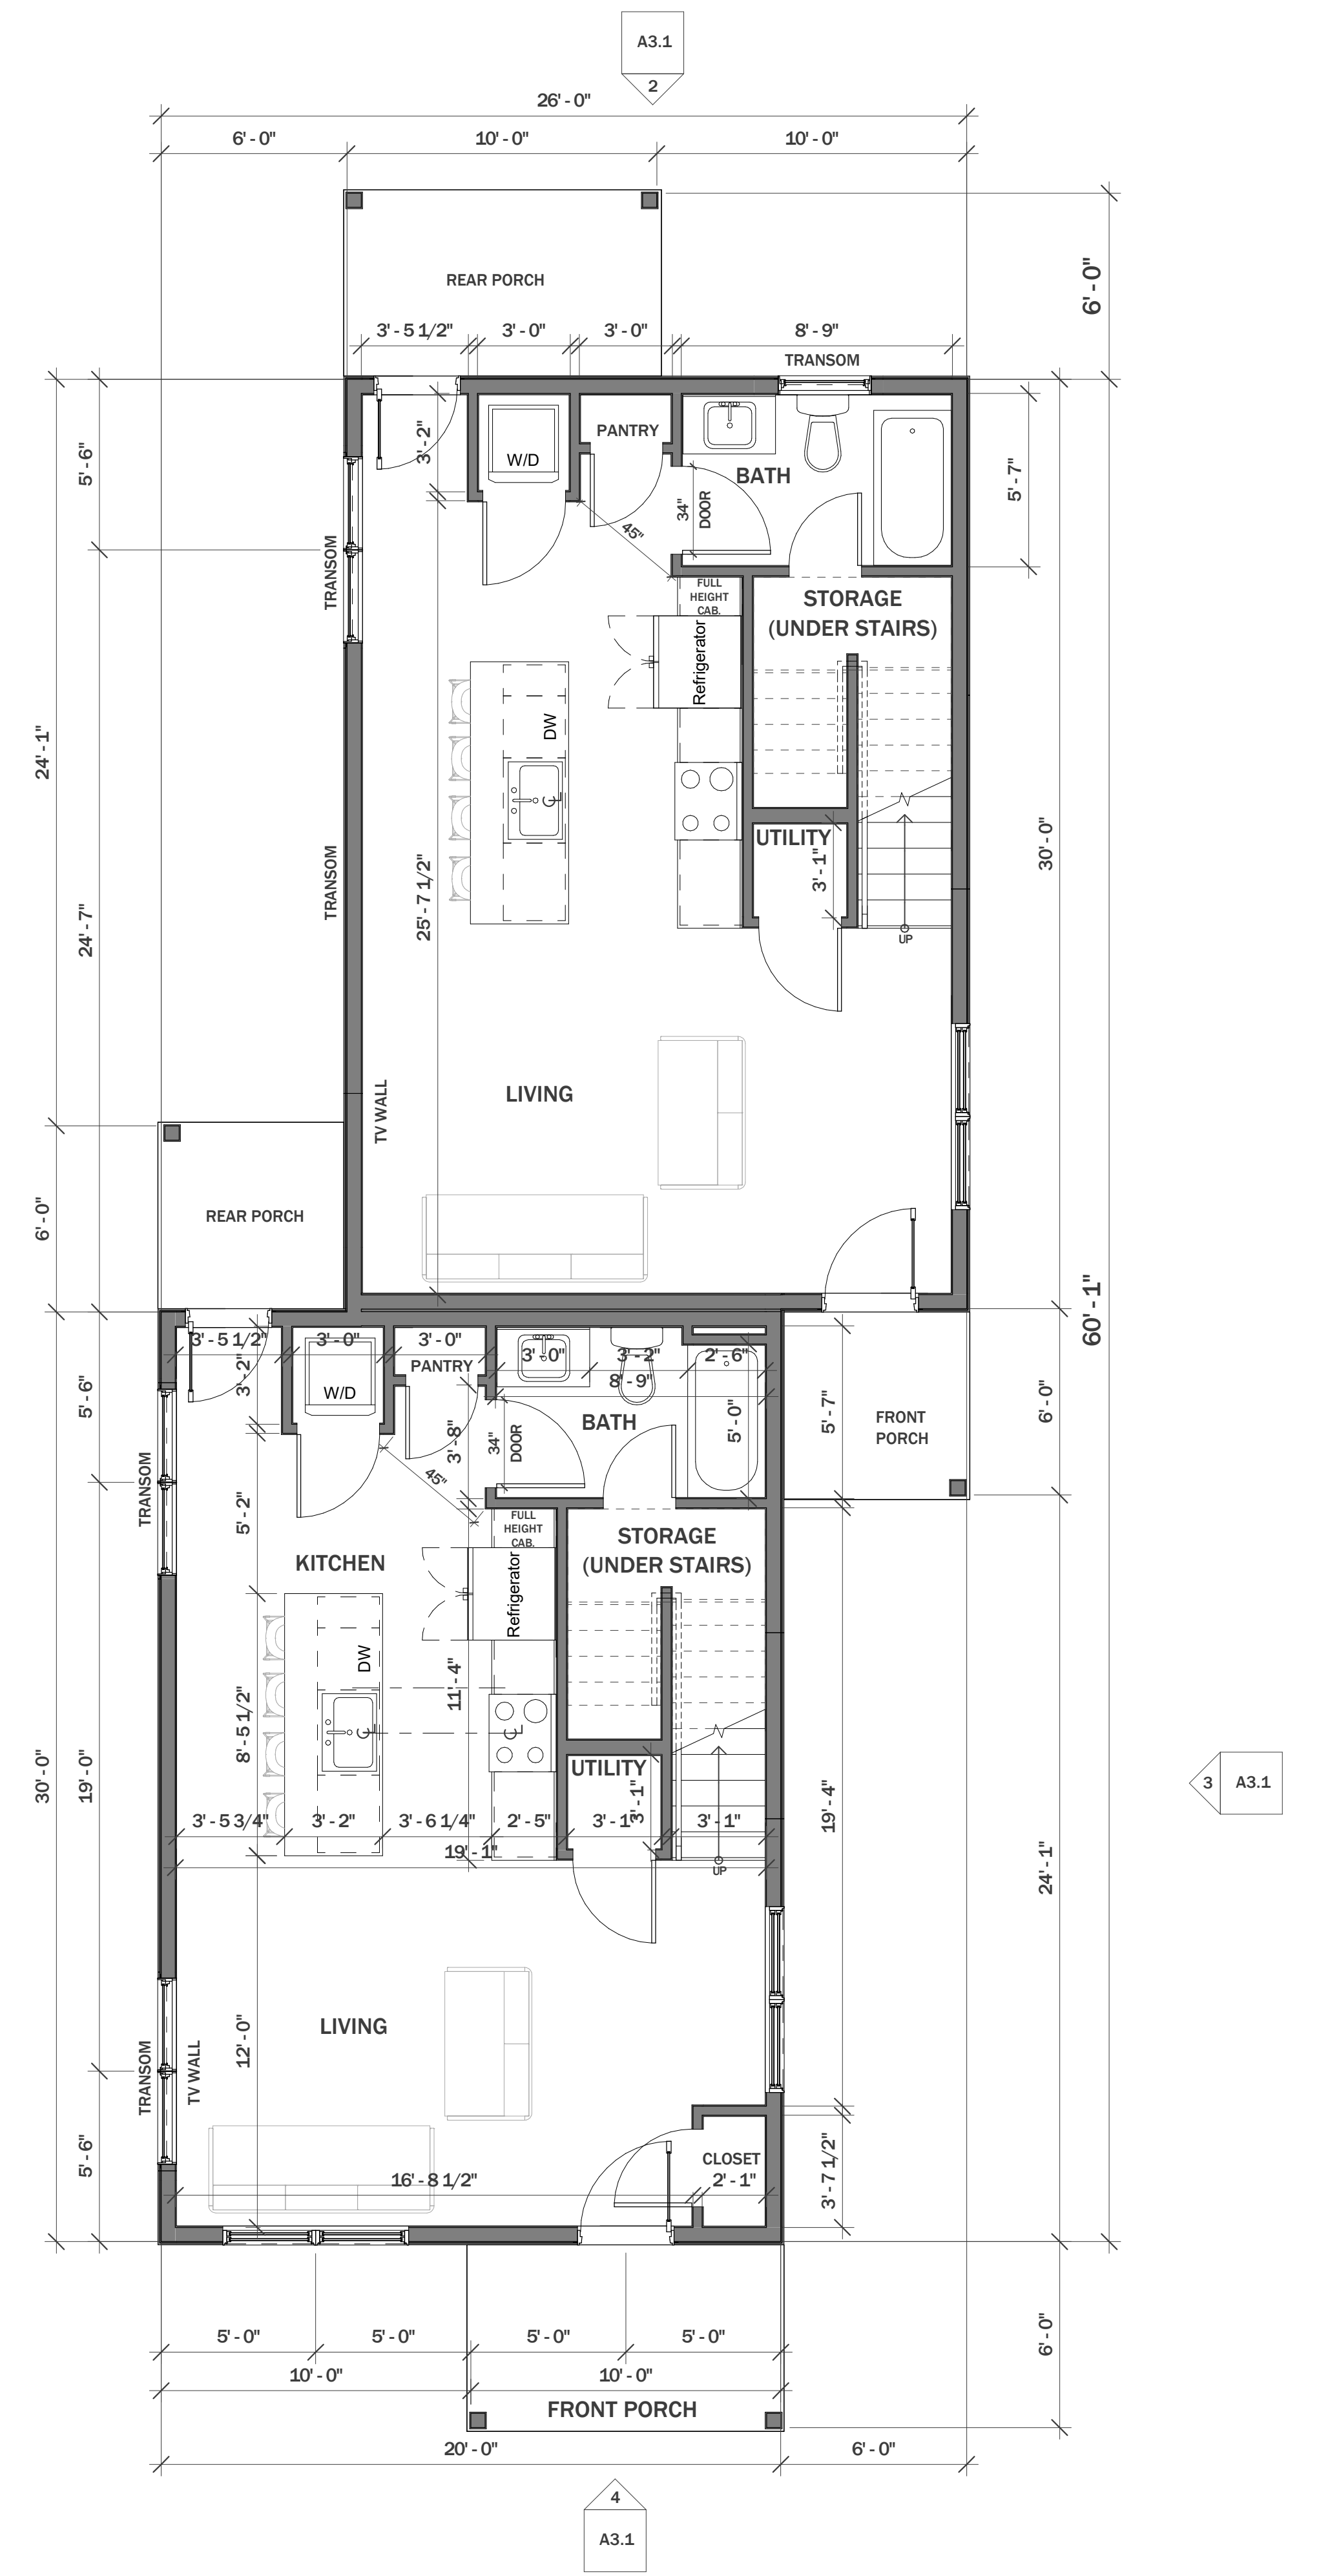 A3.1
2
26' - 0"
6' - 0"
10' - 0"
10' - 0"
REAR PORCH
6' - 0"
3' - 5 1/2"
3' - 0"
3' - 0"
8' - 9"
TRANSOM
5' - 6"
3' - 2"
W/D
PANTRY
BATH
34"
DOOR
45"
5' - 7"
TRANSOM
FULL
HEIGHT
CAB.
STORAGE
(UNDER STAIRS)
Refrigerator
DW
CL
24' - 1"
24' - 7"
TRANSOM
25' - 7 1/2"
UTILITY
3' - 1"
UP
30' - 0"
TV WALL
LIVING
REAR PORCH
6' - 0"
60' - 1"
3' - 5 1/2"
3' - 0"
3' - 0"
3' - 0"
3' - 2"
2' - 6"
8' - 9"
5' - 6"
3' - 2"
W/D
PANTRY
BATH
3' - 8"
34"
DOOR
5' - 0"
5' - 7"
FRONT
PORCH
6' - 0"
TRANSOM
45"
5' - 2"
FULL
HEIGHT
CAB.
KITCHEN
STORAGE
(UNDER STAIRS)
Refrigerator
DW
CL
CL
11' - 4"
8' - 5 1/2"
30' - 0"
19' - 0"
UTILITY
3' - 1"
3' - 5 3/4"
3' - 2"
3' - 6 1/4"
2' - 5"
3' - 1"
3' - 1"
19' - 1"
UP
19' - 4"
24' - 1"
3
A3.1
LIVING
12' - 0"
TRANSOM
TV WALL
5' - 6"
CLOSET
16' - 8 1/2"
2' - 1"
3' - 7 1/2"
5' - 0"
5' - 0"
5' - 0"
5' - 0"
10' - 0"
10' - 0"
6' - 0"
FRONT PORCH
20' - 0"
6' - 0"
4
A3.1